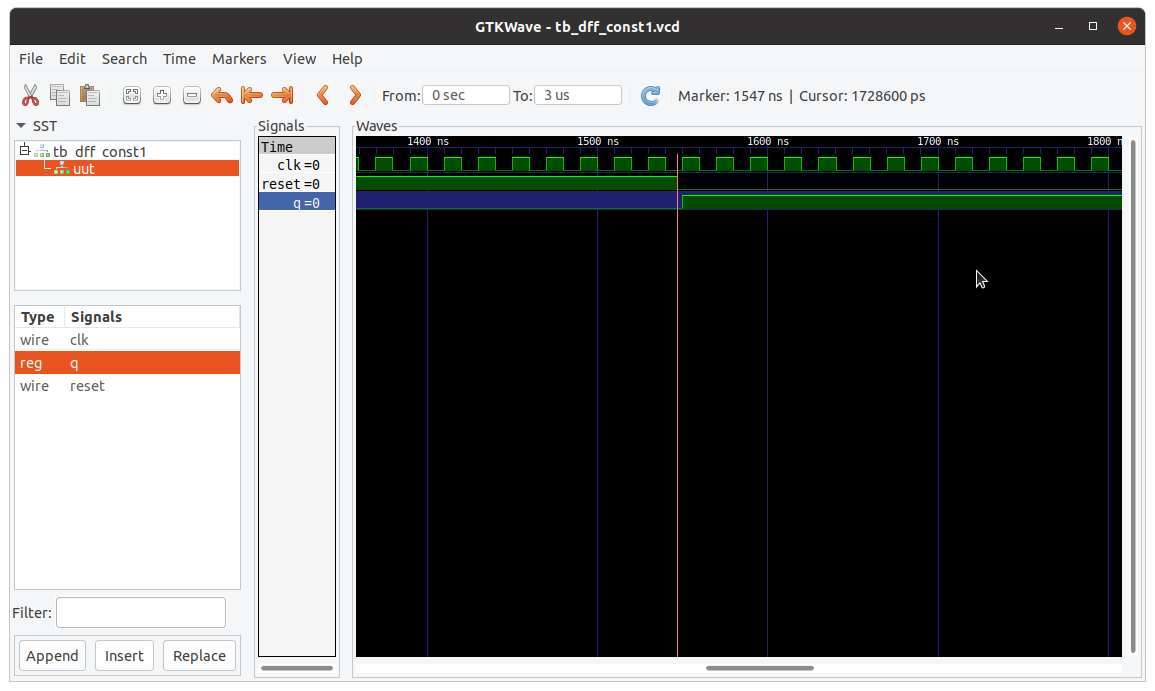 GTKWave - tb_dff_const1.vcd
File Edit Search Time Markers View Help
From: 0 sec To: 3 us Marker: 1547 ns | Cursor: 1728600 ps
SST
tb_dff_const1
uut
Type Signals
wire clk
reg q
wire reset
Filter:
Append Insert Replace
Signals
Time
clk=0
reset=0
q=0
Waves
1400 ns 1500 ns 1600 ns 1700 ns 1800 n